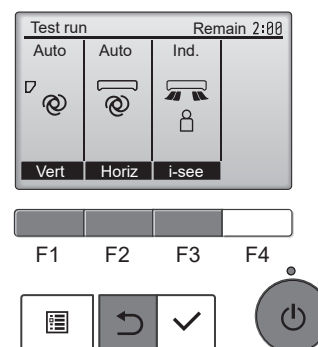 Test run Remain 2:00
Auto Auto Ind.
Vert Horiz i-see
F1 F2 F3 F4